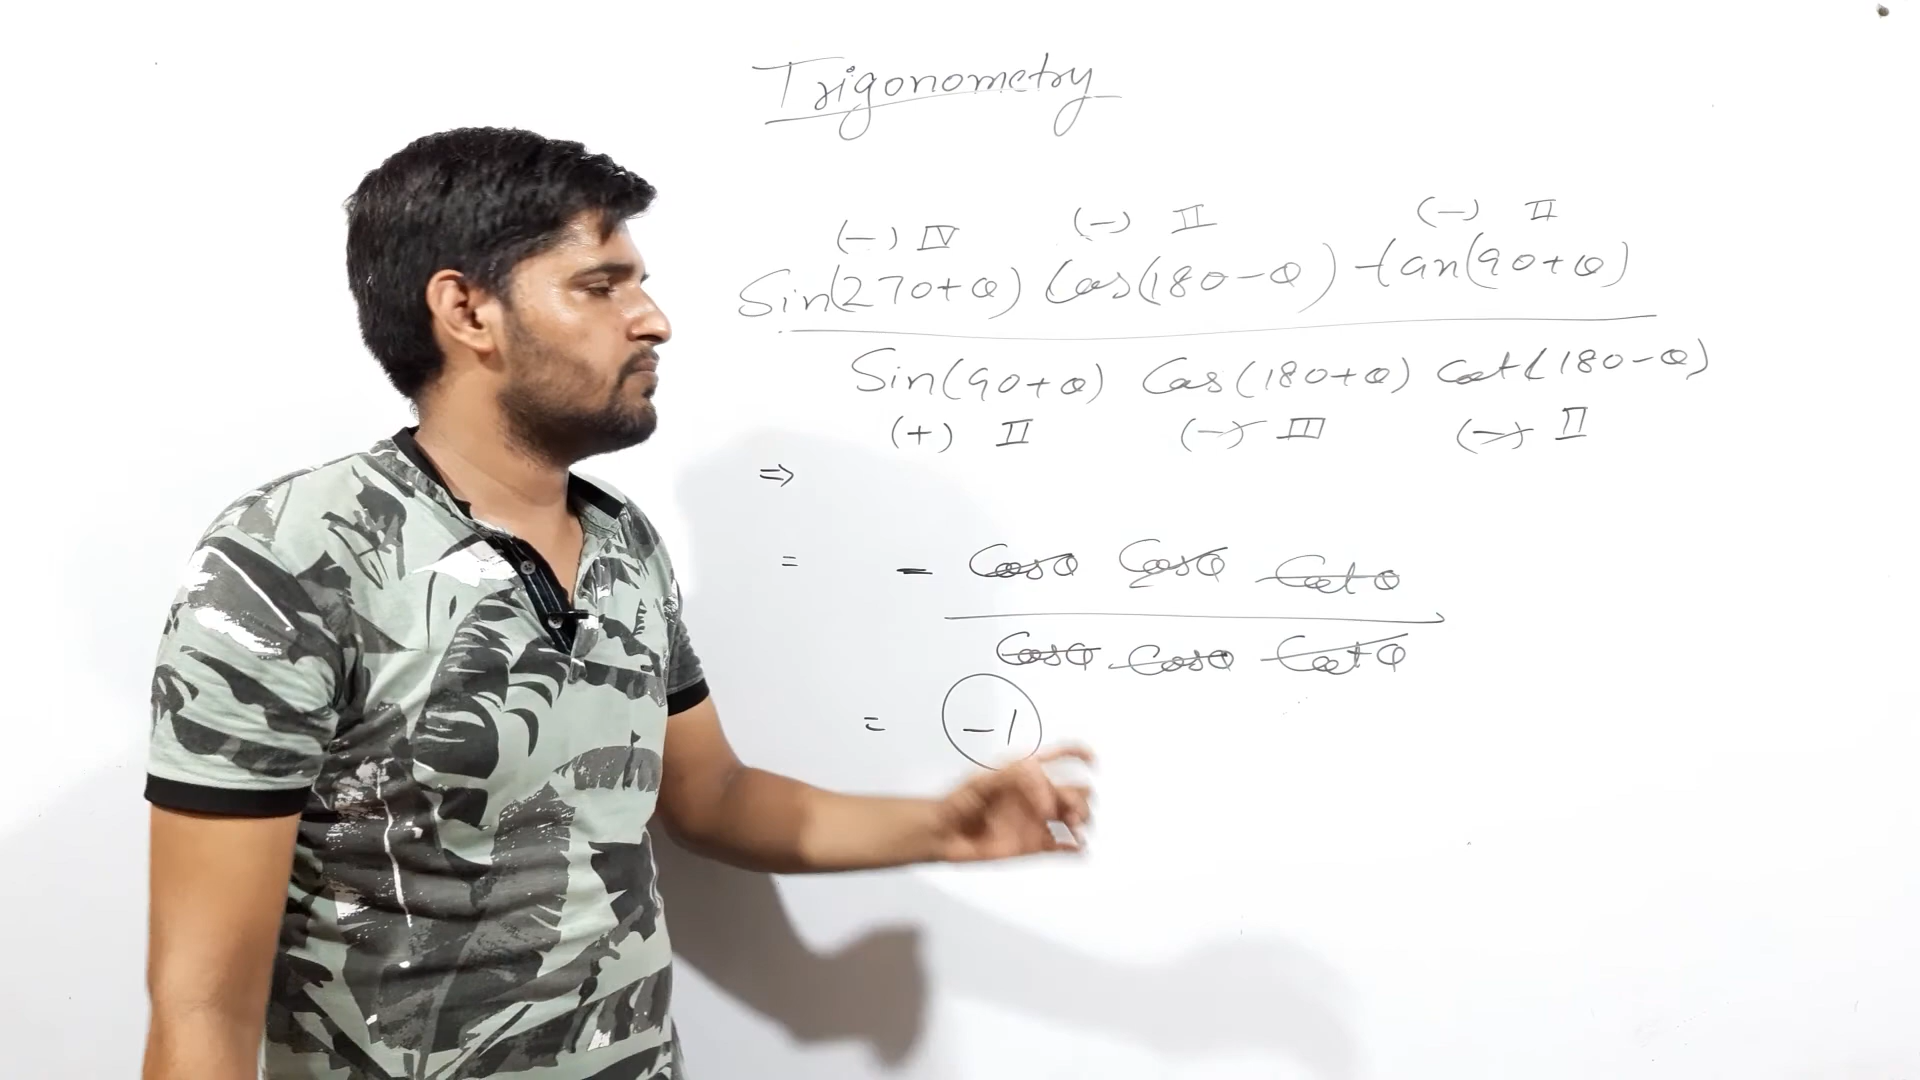 Trigonometry
(-) IV (-) II (-) II
Sin(270+θ) Cos(180-θ) tan(90+θ)
Sin(90+θ) Cos(180+θ) Cot(180-θ)
(+) II (-) III (-) II
⇒
= - Cosθ Cosθ Cotθ
Cosθ Cosθ Cotθ
= -1